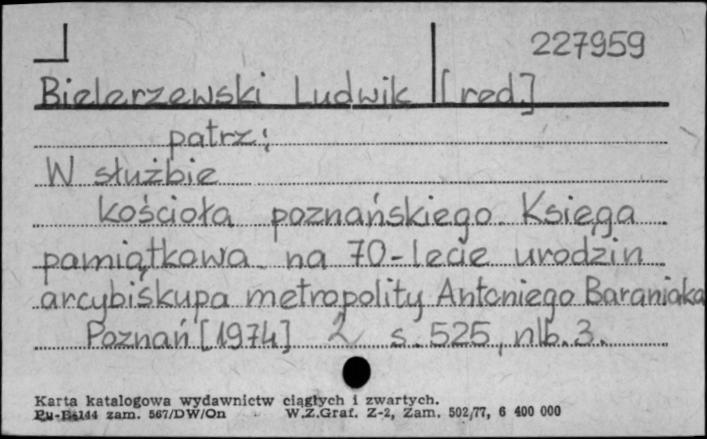 227959
Bielerzewski Ludwik [red.]
patrz:
W służbie
kościoła poznańskiego. Księga
pamiątkowa na 70-lecie urodzin
arcybiskupa metropolity Antoniego Baraniaka
Poznań [1974] 2 s. 525, nlb. 3.
Karta katalogowa wydawnictw ciągłych i zwartych.
Pu-B-144 zam. 567/DW/On W.Z.Graf. Z-2, Zam. 502/77, 6 400 000